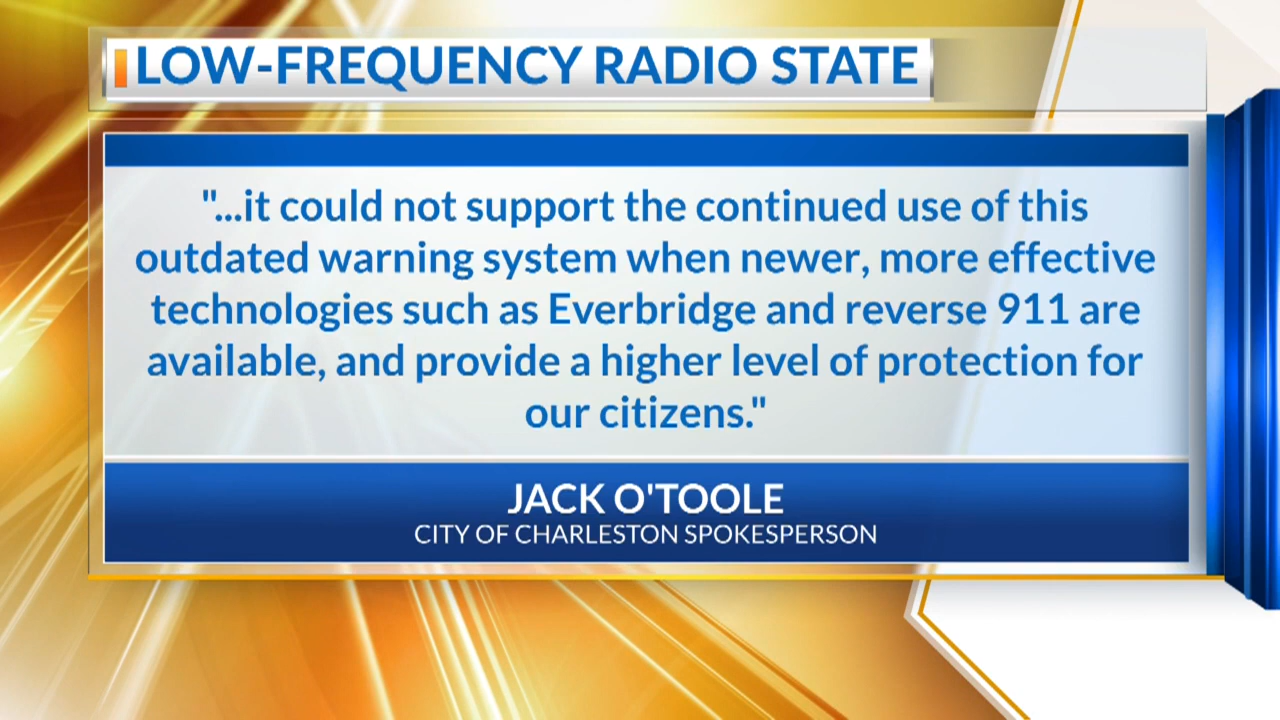 LOW-FREQUENCY RADIO STATE
"...it could not support the continued use of this
outdated warning system when newer, more effective
technologies such as Everbridge and reverse 911 are
available, and provide a higher level of protection for
our citizens."
JACK O'TOOLE
CITY OF CHARLESTON SPOKESPERSON